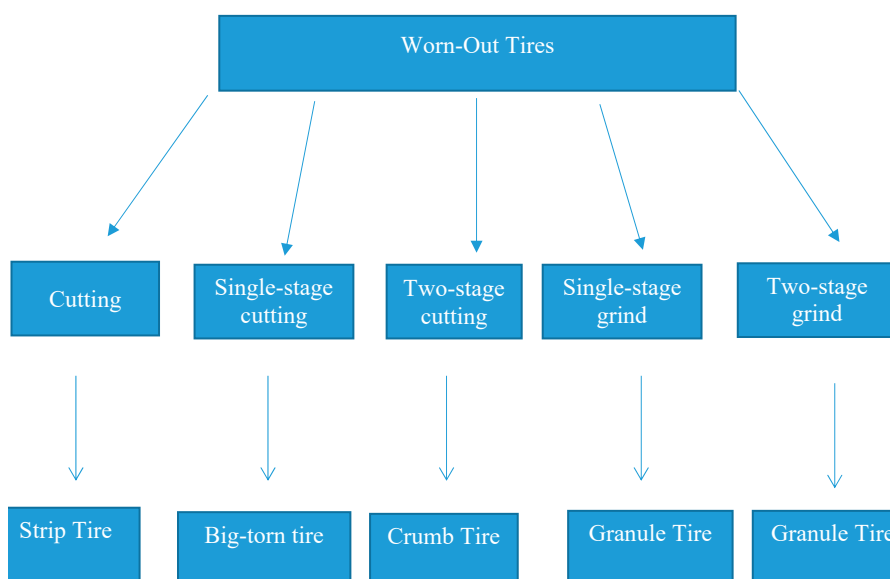 Worn-Out Tires
Cutting
Single-stage
cutting
Two-stage
cutting
Single-stage
grind
Two-stage
grind
Strip Tire
Big-torn tire
Crumb Tire
Granule Tire
Granule Tire